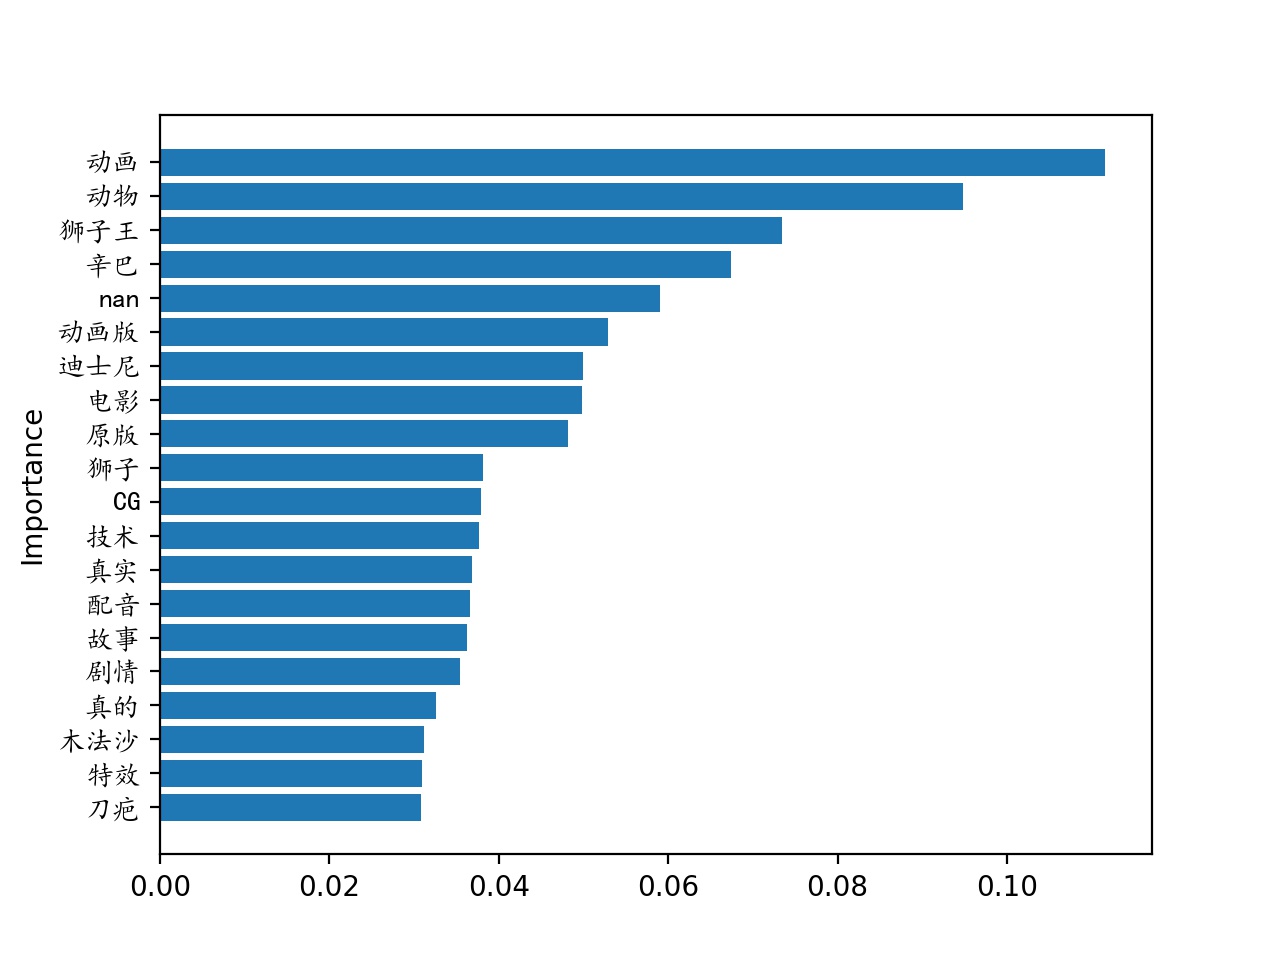 动画
动物
狮子王
辛巴
nan
动画版
迪士尼
电影
原版
狮子
CG
技术
真实
配音
故事
剧情
真的
木法沙
特效
刀疤
Importance
0.00 0.02 0.04 0.06 0.08 0.10